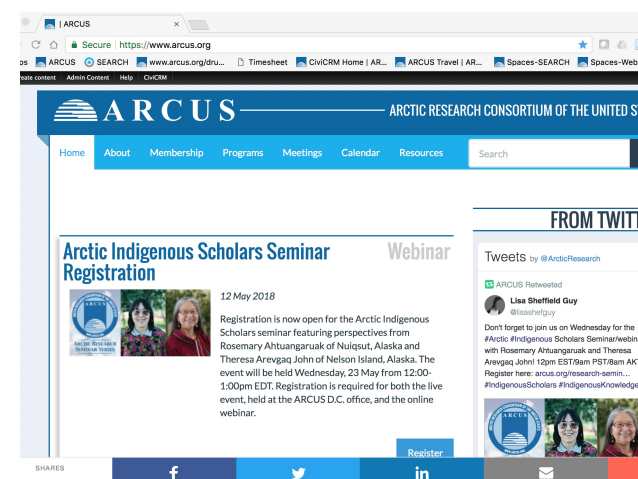 | ARCUS ×
Secure https://www.arcus.org
ARCUS SEARCH www.arcus.org/dru... Timesheet CiviCRM Home | AR... ARCUS Travel | AR... Spaces-SEARCH Spaces-Web
eate content Admin Content Help CiviCRM
ARCUS ARCTIC RESEARCH CONSORTIUM OF THE UNITED S
Home About Membership Programs Meetings Calendar Resources Search
FROM TWITT
Arctic Indigenous Scholars Seminar Registration
Webinar
12 May 2018
Registration is now open for the Arctic Indigenous
Scholars seminar featuring perspectives from
Rosemary Ahtuangaruak of Nuiqsut, Alaska and
Theresa Arevgaq John of Nelson Island, Alaska. The
event will be held Wednesday, 23 May from 12:00-
1:00pm EDT. Registration is required for both the live
event, held at the ARCUS D.C. office, and the online
webinar.
Register
ARCUS
ARCTIC RESEARCH
SEMINAR SERIES
Tweets by @ArcticResearch
ARCUS Retweeted
Lisa Sheffield Guy
@lisashefguy
Don't forget to join us on Wednesday for the
#Arctic #Indigenous Scholars Seminar/webin
with Rosemary Ahtuangaruak and Theresa
Arevgaq John! 12pm EST/9am PST/8am AK
Register here: arcus.org/research-semin...
#IndigenousScholars #IndigenousKnowledge
SHARES